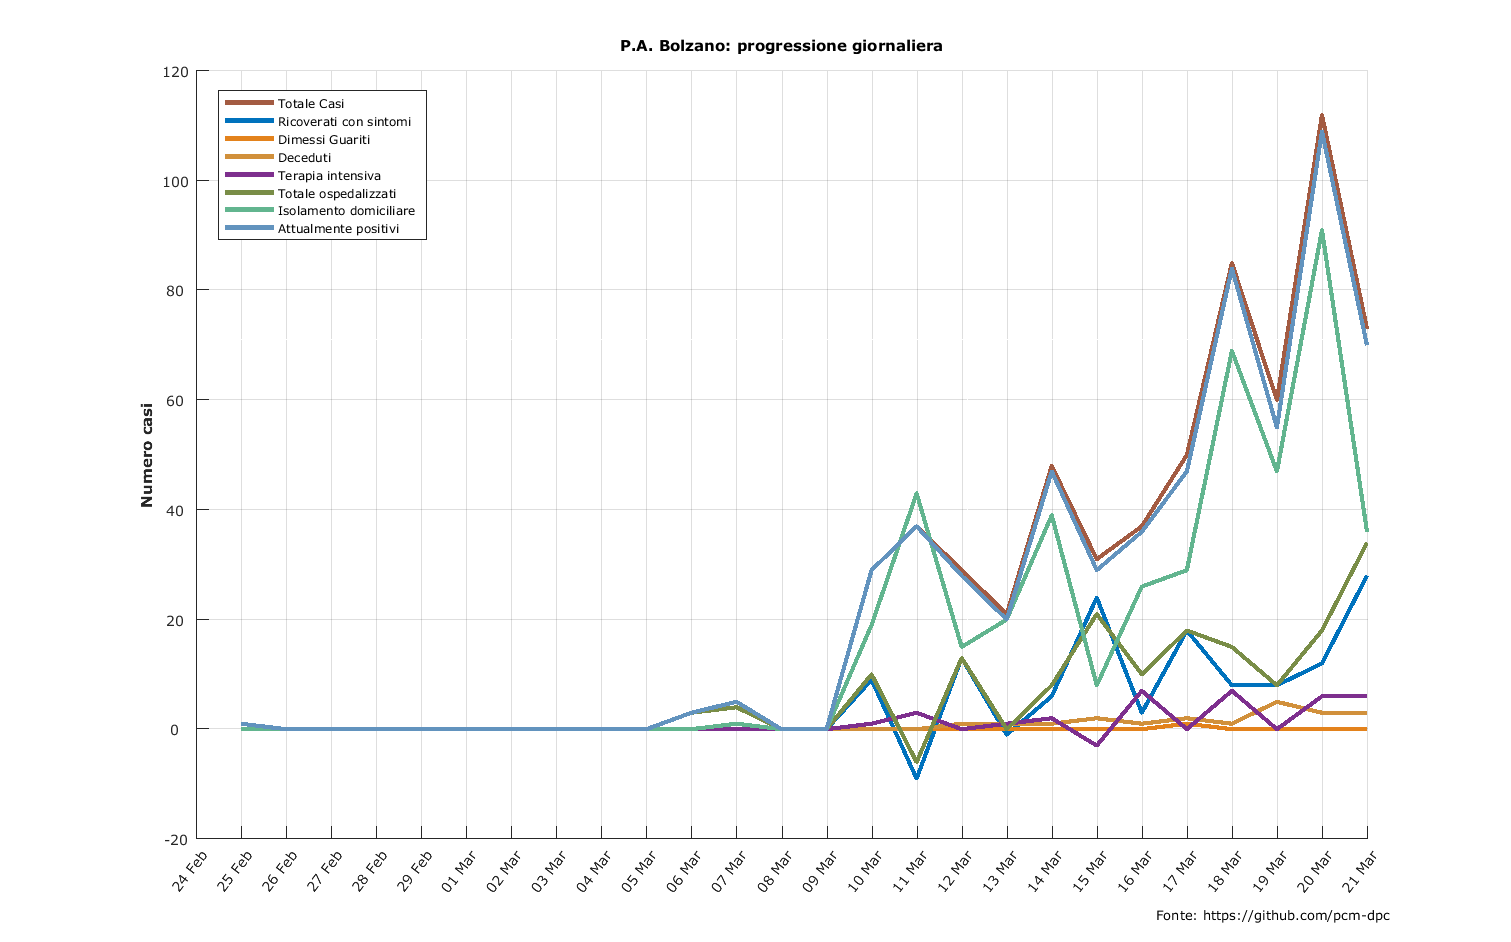 P.A. Bolzano: progressione giornaliera
120
100
80
60
40
20
0
-20
Numero casi
Totale Casi
Ricoverati con sintomi
Dimessi Guariti
Deceduti
Terapia intensiva
Totale ospedalizzati
Isolamento domiciliare
Attualmente positivi
24 Feb
25 Feb
26 Feb
27 Feb
28 Feb
29 Feb
01 Mar
02 Mar
03 Mar
04 Mar
05 Mar
06 Mar
07 Mar
08 Mar
09 Mar
10 Mar
11 Mar
12 Mar
13 Mar
14 Mar
15 Mar
16 Mar
17 Mar
18 Mar
19 Mar
20 Mar
21 Mar
Fonte: https://github.com/pcm-dpc